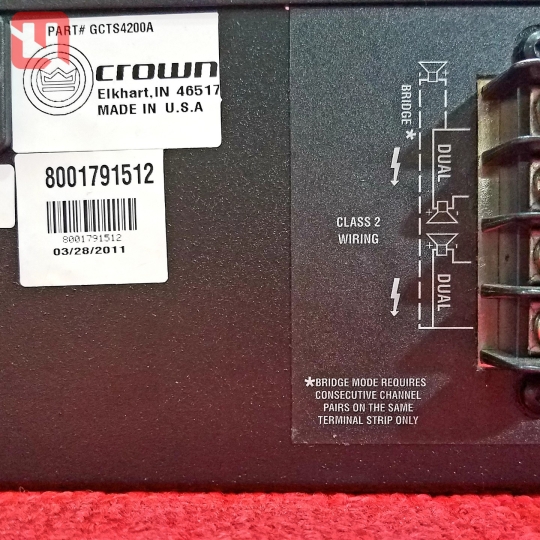 PART# GCTS4200A
crown
Elkhart, IN 46517
MADE IN U.S.A
8001791512
8001791512
03/28/2011
BRIDGE *
DUAL
CLASS 2
WIRING
DUAL
*BRIDGE MODE REQUIRES
CONSECUTIVE CHANNEL
PAIRS ON THE SAME
TERMINAL STRIP ONLY